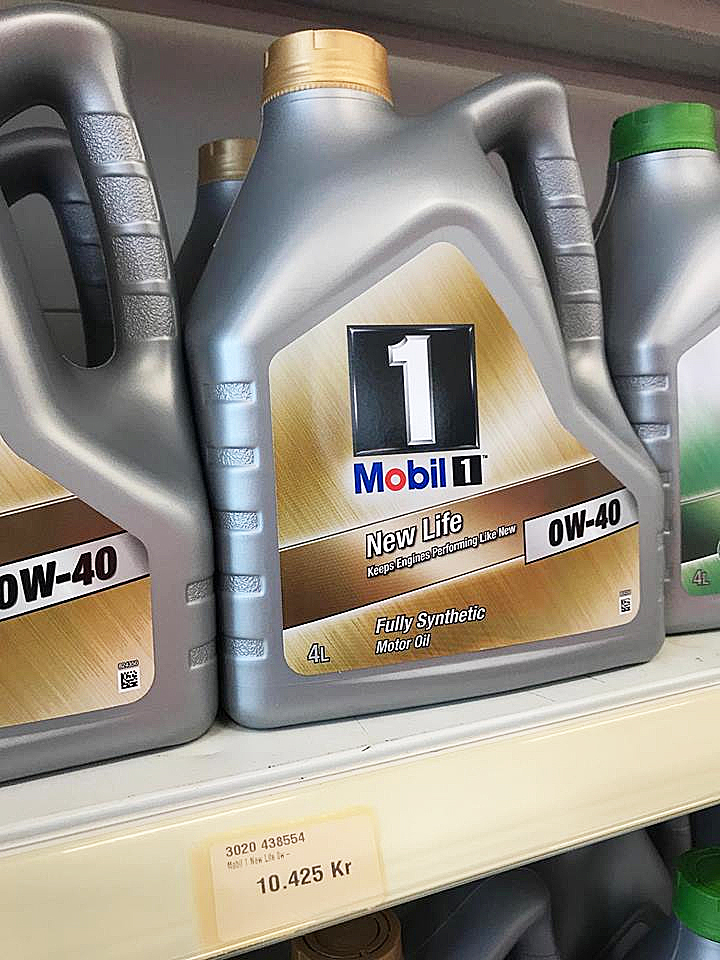 1
Mobil 1™
New Life
Keeps Engines Performing Like New
0W-40
Fully Synthetic
Motor Oil
4L
0W-40
4L
3020 438554
Mobil 1 New Life 0w-
10.425 Kr